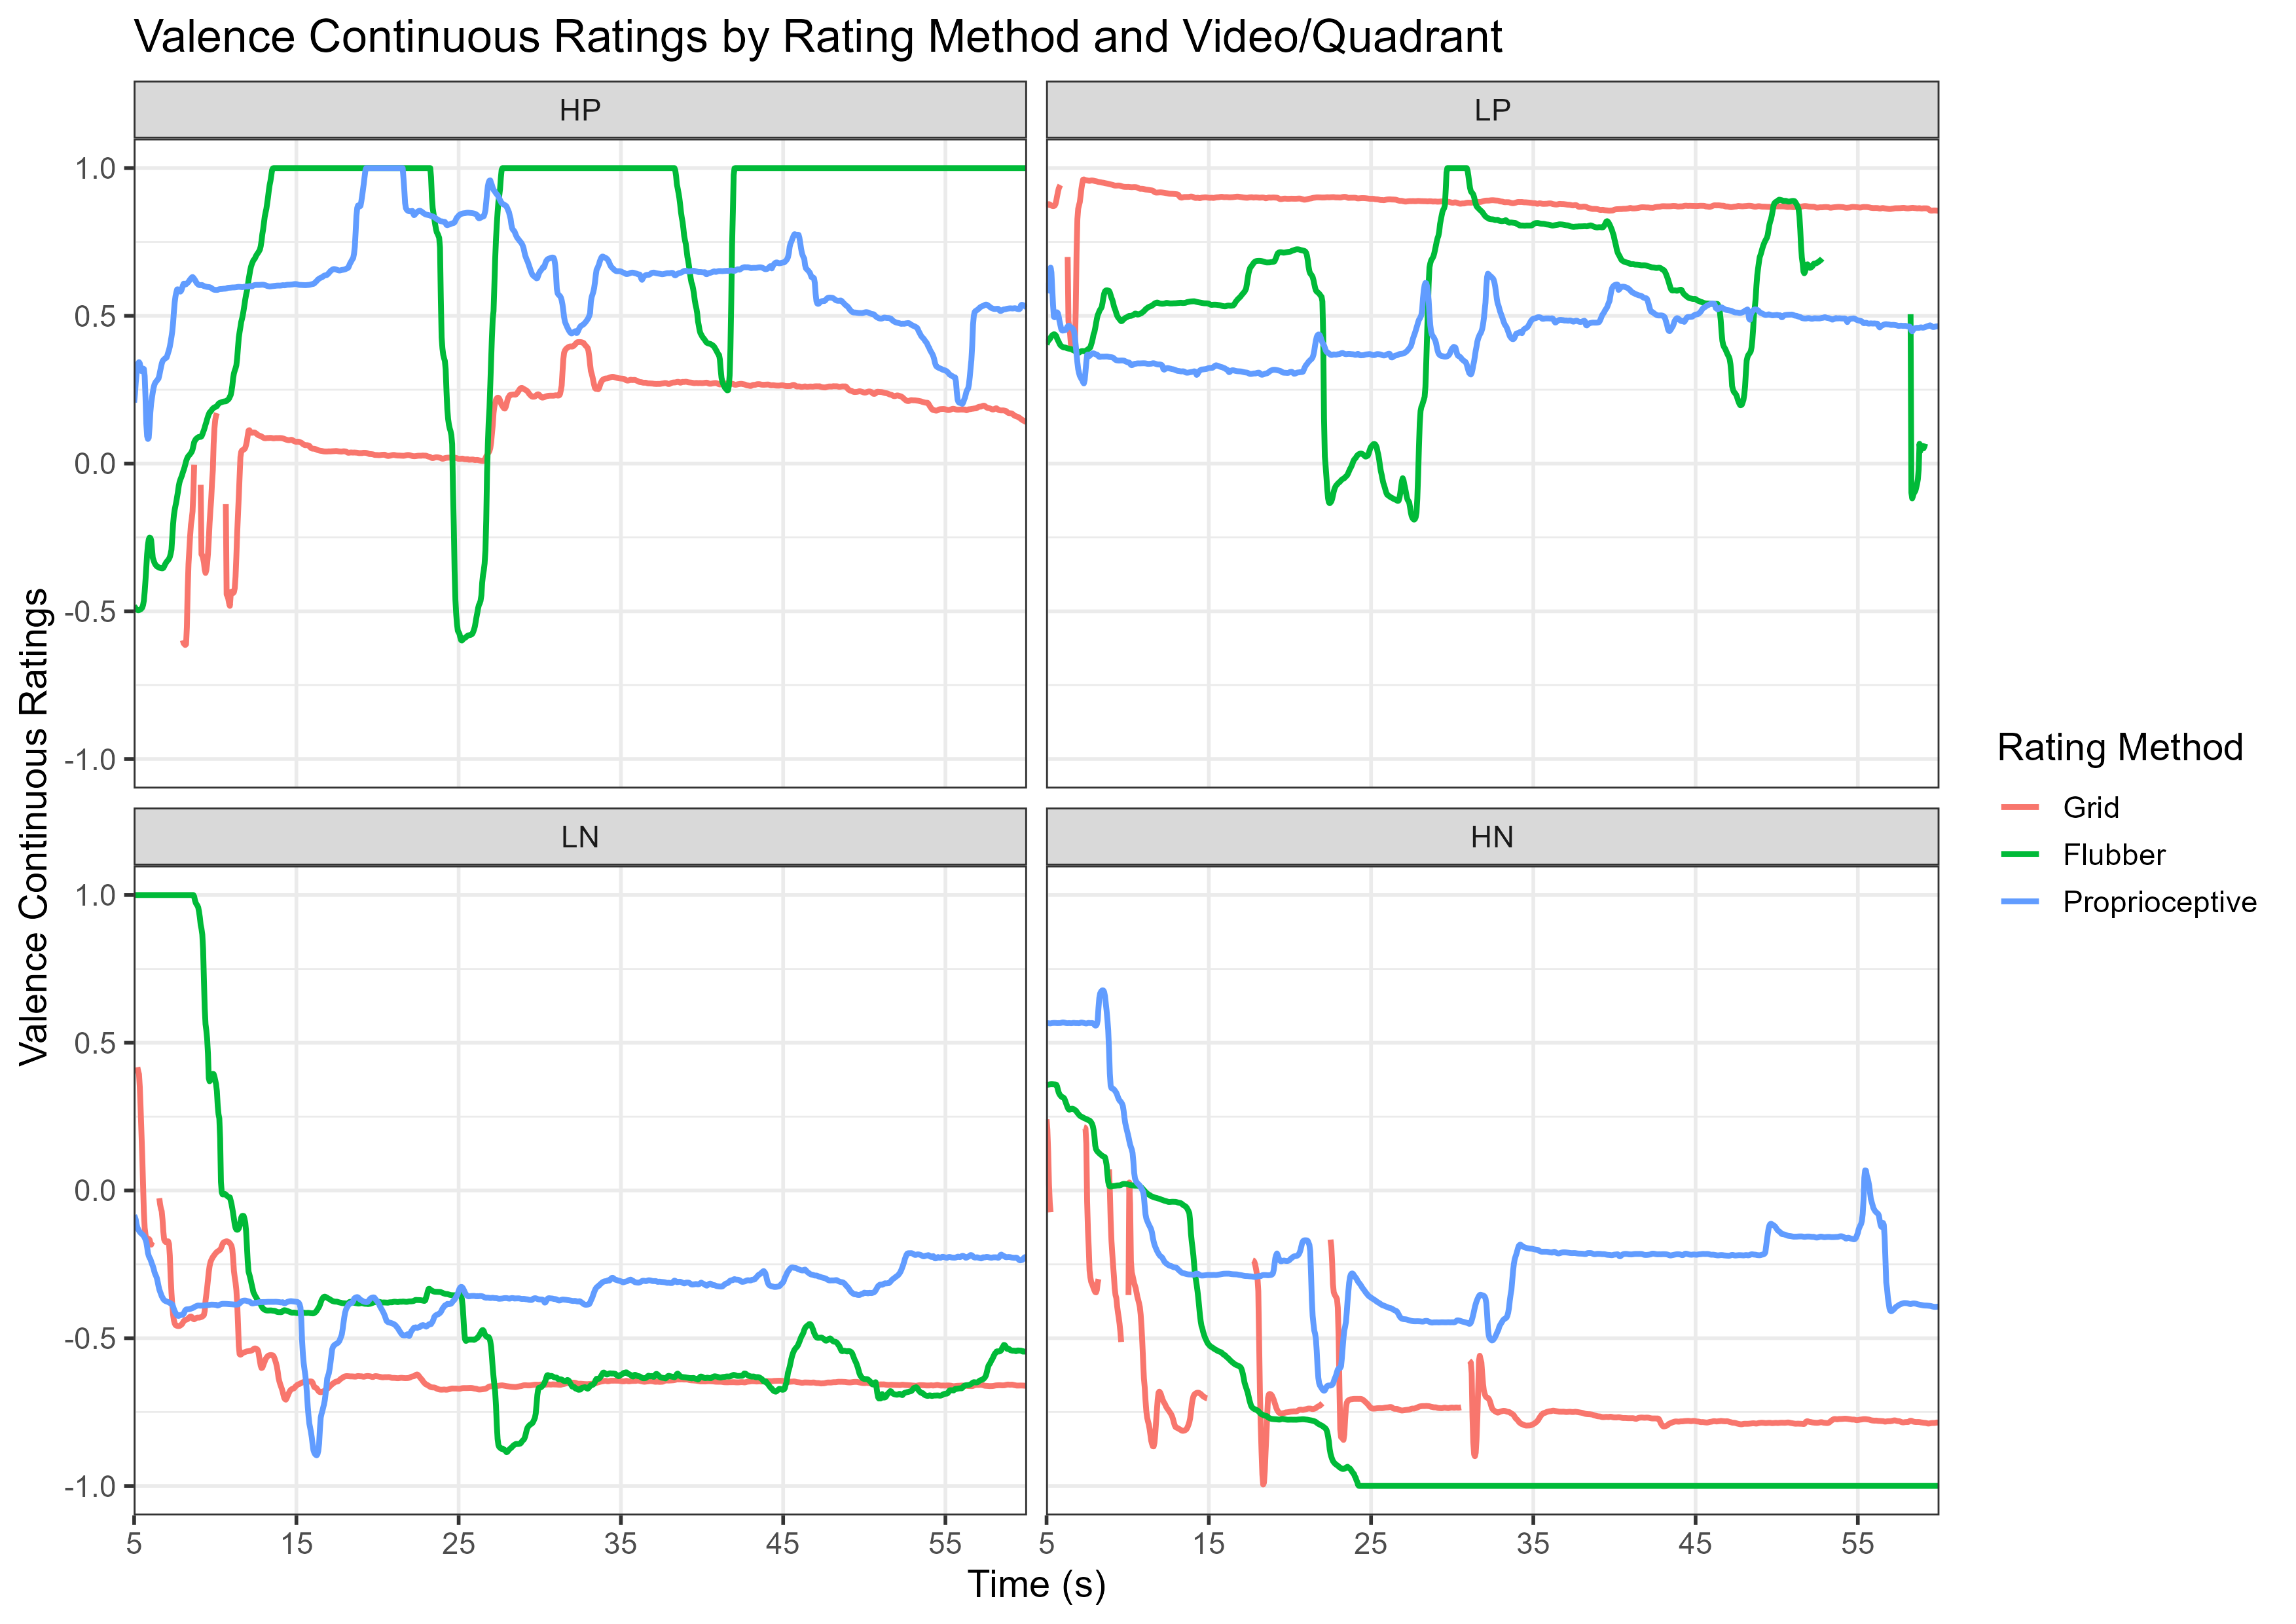 Valence Continuous Ratings by Rating Method and Video/Quadrant
HP
LP
1.0
0.5
0.0
-0.5
-1.0
LN
HN
1.0
0.5
0.0
-0.5
-1.0
5 15 25 35 45 55
5 15 25 35 45 55
Time (s)
Valence Continuous Ratings
Rating Method
Grid
Flubber
Proprioceptive